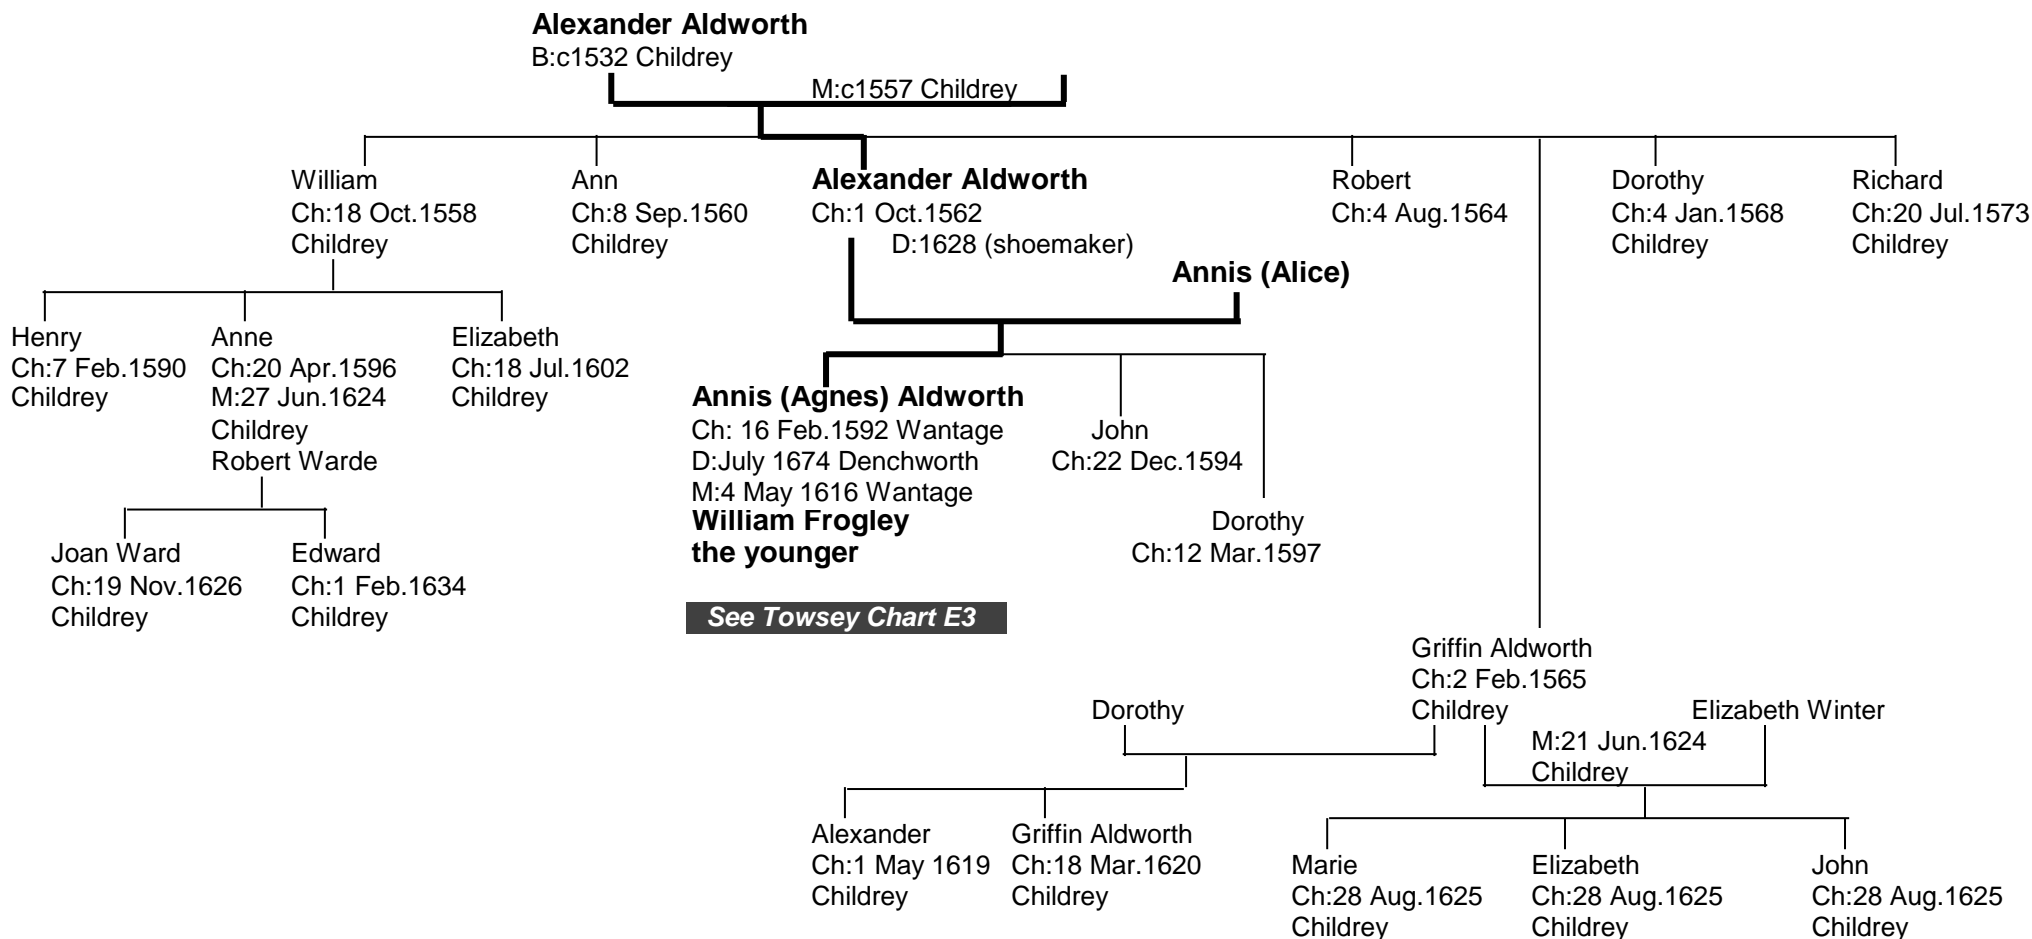 Alexander Aldworth
B:c1532 Childrey
M:c1557 Childrey
William
Ch:18 Oct.1558
Childrey
Ann
Ch:8 Sep.1560
Childrey
Alexander Aldworth
Ch:1 Oct.1562
D:1628 (shoemaker)
Robert
Ch:4 Aug.1564
Dorothy
Ch:4 Jan.1568
Childrey
Richard
Ch:20 Jul.1573
Childrey
Annis (Alice)
Henry
Ch:7 Feb.1590
Childrey
Anne
Ch:20 Apr.1596
M:27 Jun.1624
Childrey
Robert Warde
Elizabeth
Ch:18 Jul.1602
Childrey
Annis (Agnes) Aldworth
Ch: 16 Feb.1592 Wantage
D:July 1674 Denchworth
M:4 May 1616 Wantage
William Frogley
the younger
John
Ch:22 Dec.1594
Dorothy
Ch:12 Mar.1597
Joan Ward
Ch:19 Nov.1626
Childrey
Edward
Ch:1 Feb.1634
Childrey
See Towsey Chart E3
Griffin Aldworth
Ch:2 Feb.1565
Childrey
Dorothy
Elizabeth Winter
M:21 Jun.1624
Childrey
Alexander
Ch:1 May 1619
Childrey
Griffin Aldworth
Ch:18 Mar.1620
Childrey
Marie
Ch:28 Aug.1625
Childrey
Elizabeth
Ch:28 Aug.1625
Childrey
John
Ch:28 Aug.1625
Childrey